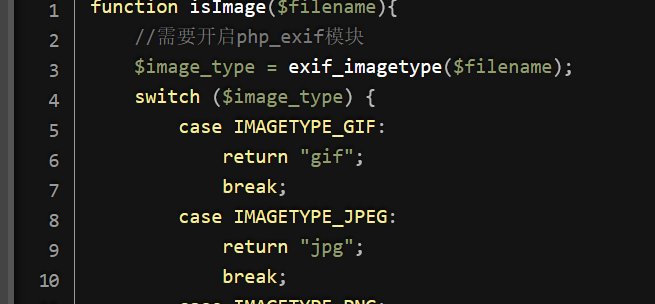 1 function isImage($filename){
2 //需要开启php_exif模块
3 $image_type = exif_imagetype($filename);
4 switch ($image_type) {
5 case IMAGETYPE_GIF:
6 return "gif";
7 break;
8 case IMAGETYPE_JPEG:
9 return "jpg";
10 break;
case IMAGETYPE_PNG: